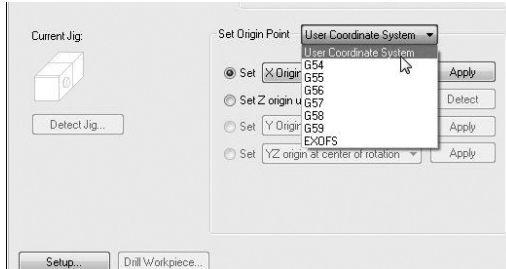 Current Jig:
Set Origin Point User Coordinate System
User Coordinate System
G54
Set X Origin Apply
G55
Set Z origin u Detect
G56
G57
Detect Jig...
Set Y Origin Apply
G58
G59
EXOFS
Set YZ origin at center of rotation Apply
Setup... Drill Workpiece...